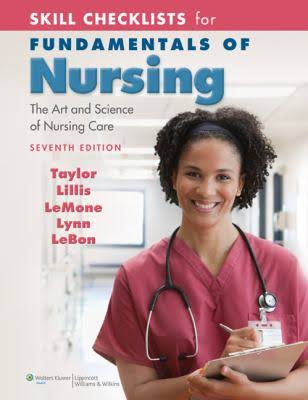 SKILL CHECKLISTS for
FUNDAMENTALS OF
Nursing
The Art and Science
of Nursing Care
SEVENTH EDITION
Taylor
Lillis
LeMone
Lynn
LeBon
Wolters Kluwer
Health
Lippincott
Williams & Wilkins